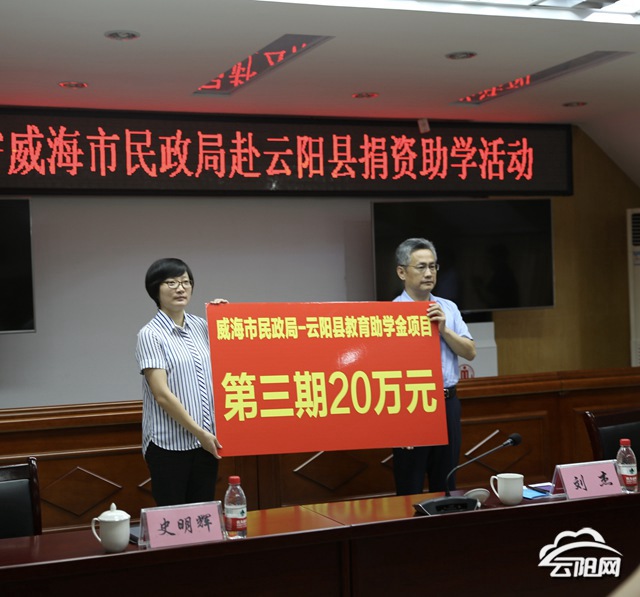 威海市民政局赴云阳县捐资助学活动
威海市民政局-云阳县教育助学金项目
第三期20万元
史明辉
刘 杰
云阳网